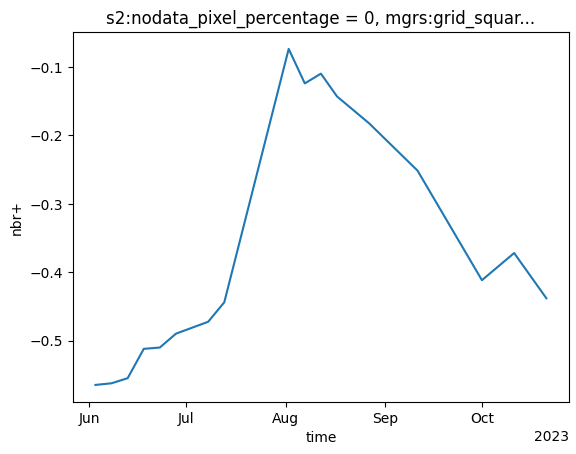 s2:nodata_pixel_percentage = 0, mgrs:grid_squar...
−0.1
−0.2
−0.3
−0.4
−0.5
nbr+
Jun Jul Aug Sep Oct
time
2023